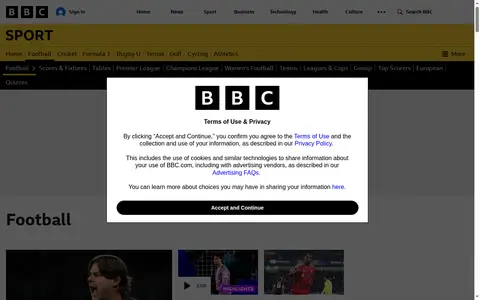 BBC
Sign in
Home
News
Sport
Business
Technology
Health
Culture
Search BBC
SPORT
Home
Football
Cricket
Formula 1
Rugby U
Tennis
Golf
Cycling
Athletics
More
Football
Scores & Fixtures
Tables
Premier League
Champions League
Women's Football
Teams
Leagues & Cups
Gossip
Top Scorers
European
Quizzes
BBC
Terms of Use & Privacy
By clicking “Accept and Continue,” you confirm you agree to the Terms of Use and the
collection and use of your information, as described in our Privacy Policy.
This includes the use of cookies and similar technologies to share information about
your use of BBC.com, including with advertising vendors, as described in our
Advertising FAQs.
You can learn more about choices you may have in sharing your information here.
Accept and Continue
Football
HIGHLIGHTS